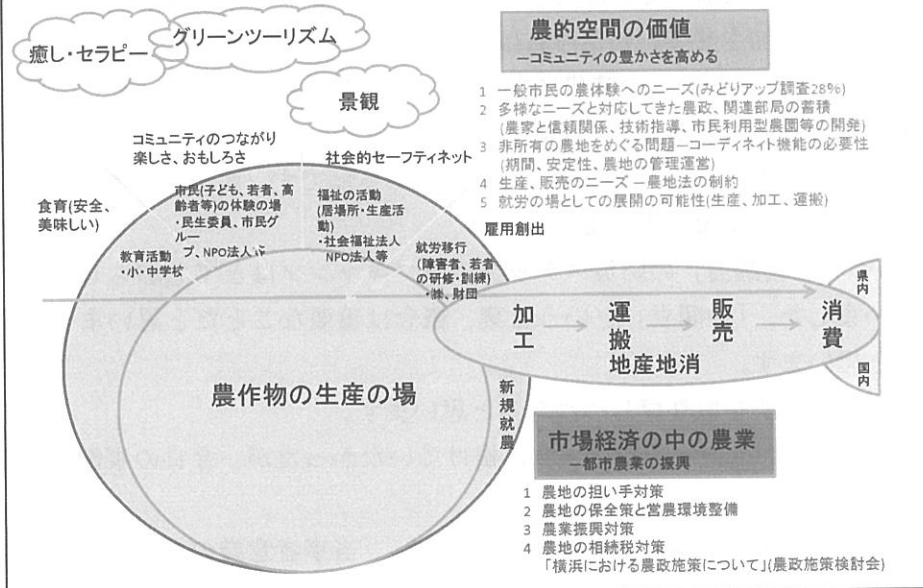 癒し・セラピー
グリーンツーリズム
景観
農的空間の価値
―コミュニティの豊かさを高める
1 一般市民の農体験へのニーズ(みどりアップ調査28%)
2 多様なニーズと対応してきた農政、関連部局の蓄積
(農家と信頼関係、技術指導、市民利用型農園等の開発)
3 非所有の農地をめぐる問題―コーディネイト機能の必要性
(期間、安定性、農地の管理運営)
4 生産、販売のニーズ ―農地法の制約
5 就労の場としての展開の可能性(生産、加工、運搬)
雇用創出
コミュニティのつながり
楽しさ、おもしろさ
社会的セーフティネット
食育(安全、
美味しい)
教育活動
・小・中学校
市民(子ども、若者、高
齢者等)の体験の場
・民生委員、市民グ
ルー
プ、NPO法人
福祉の活動
(居場所・生産活
動)
・社会福祉法人
NPO法人等
就労移行
(障害者、若者
の研修・訓練)
・㈱、財団
加工
運搬
販売
消費
地産地消
県内
国内
農作物の生産の場
新規就農
市場経済の中の農業
―都市農業の振興
1 農地の担い手対策
2 農地の保全策と営農環境整備
3 農業振興対策
4 農地の相続税対策
「横浜における農政施策について」(農政施策検討会)